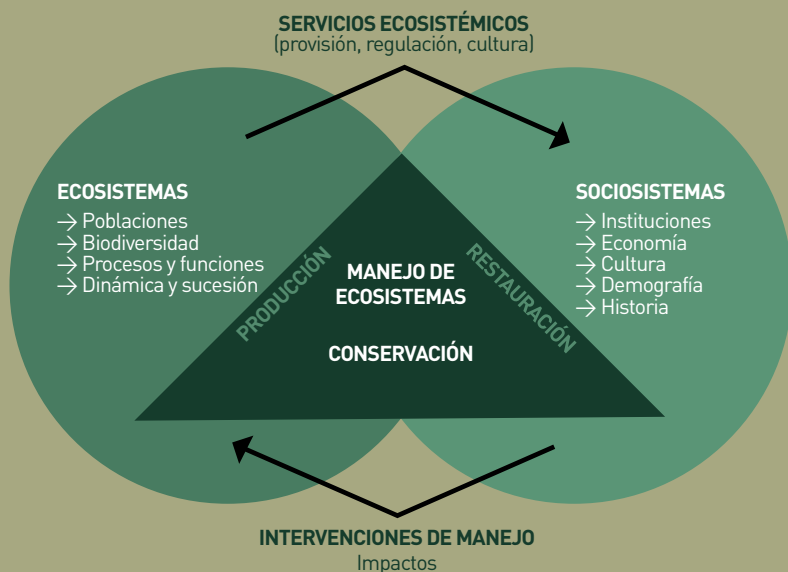 SERVICIOS ECOSISTÉMICOS
(provisión, regulación, cultura)
ECOSISTEMAS
→ Poblaciones
→ Biodiversidad
→ Procesos y funciones
→ Dinámica y sucesión
PRODUCCIÓN
MANEJO DE
ECOSISTEMAS
CONSERVACIÓN
RESTAURACIÓN
SOCIOSISTEMAS
→ Instituciones
→ Economía
→ Cultura
→ Demografía
→ Historia
INTERVENCIONES DE MANEJO
Impactos